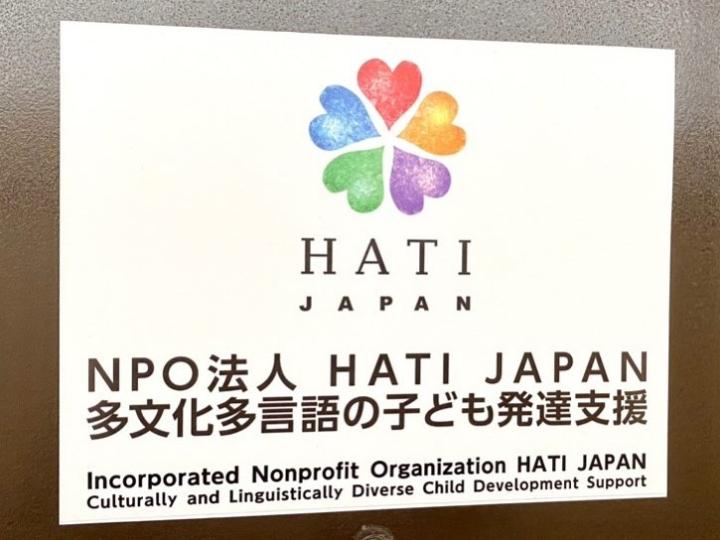 HATI
JAPAN
NPO法人 HATI JAPAN
多文化多言語の子ども発達支援
Incorporated Nonprofit Organization HATI JAPAN
Culturally and Linguistically Diverse Child Development Support